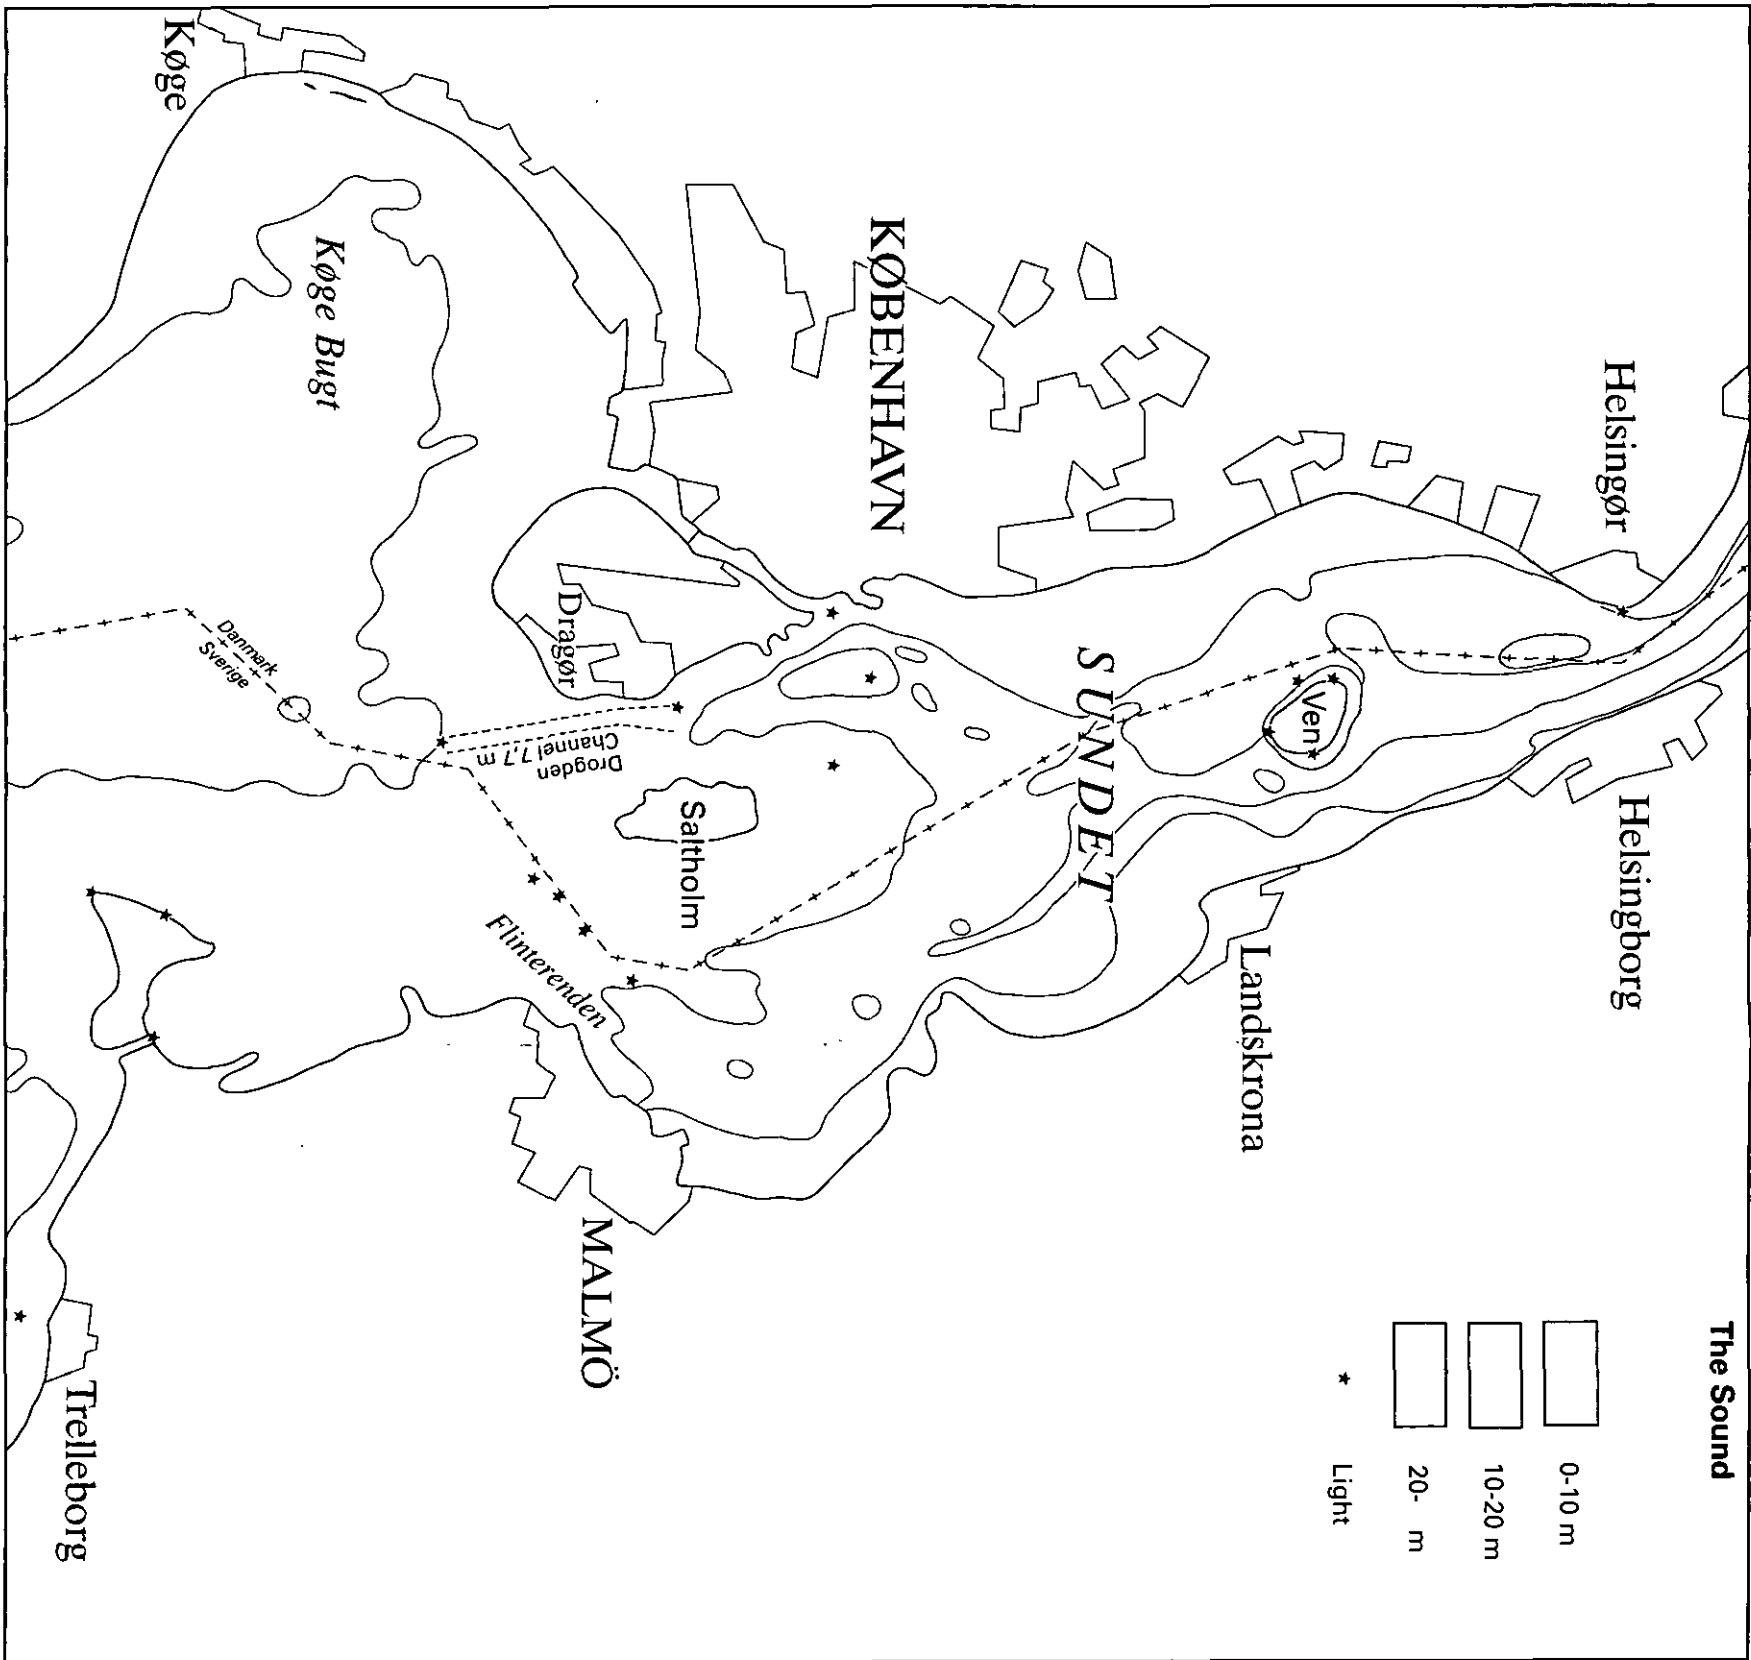 The Sound
0-10 m
10-20 m
20- m
Light
Helsingør
Helsingborg
Ven
Landskrona
SUNDET
KØBENHAVN
Saltholm
Dragør
Drogden
Channel 7,7 m
Flinterenden
MALMÖ
Køge Bugt
Danmark
Sverige
Køge
Trelleborg